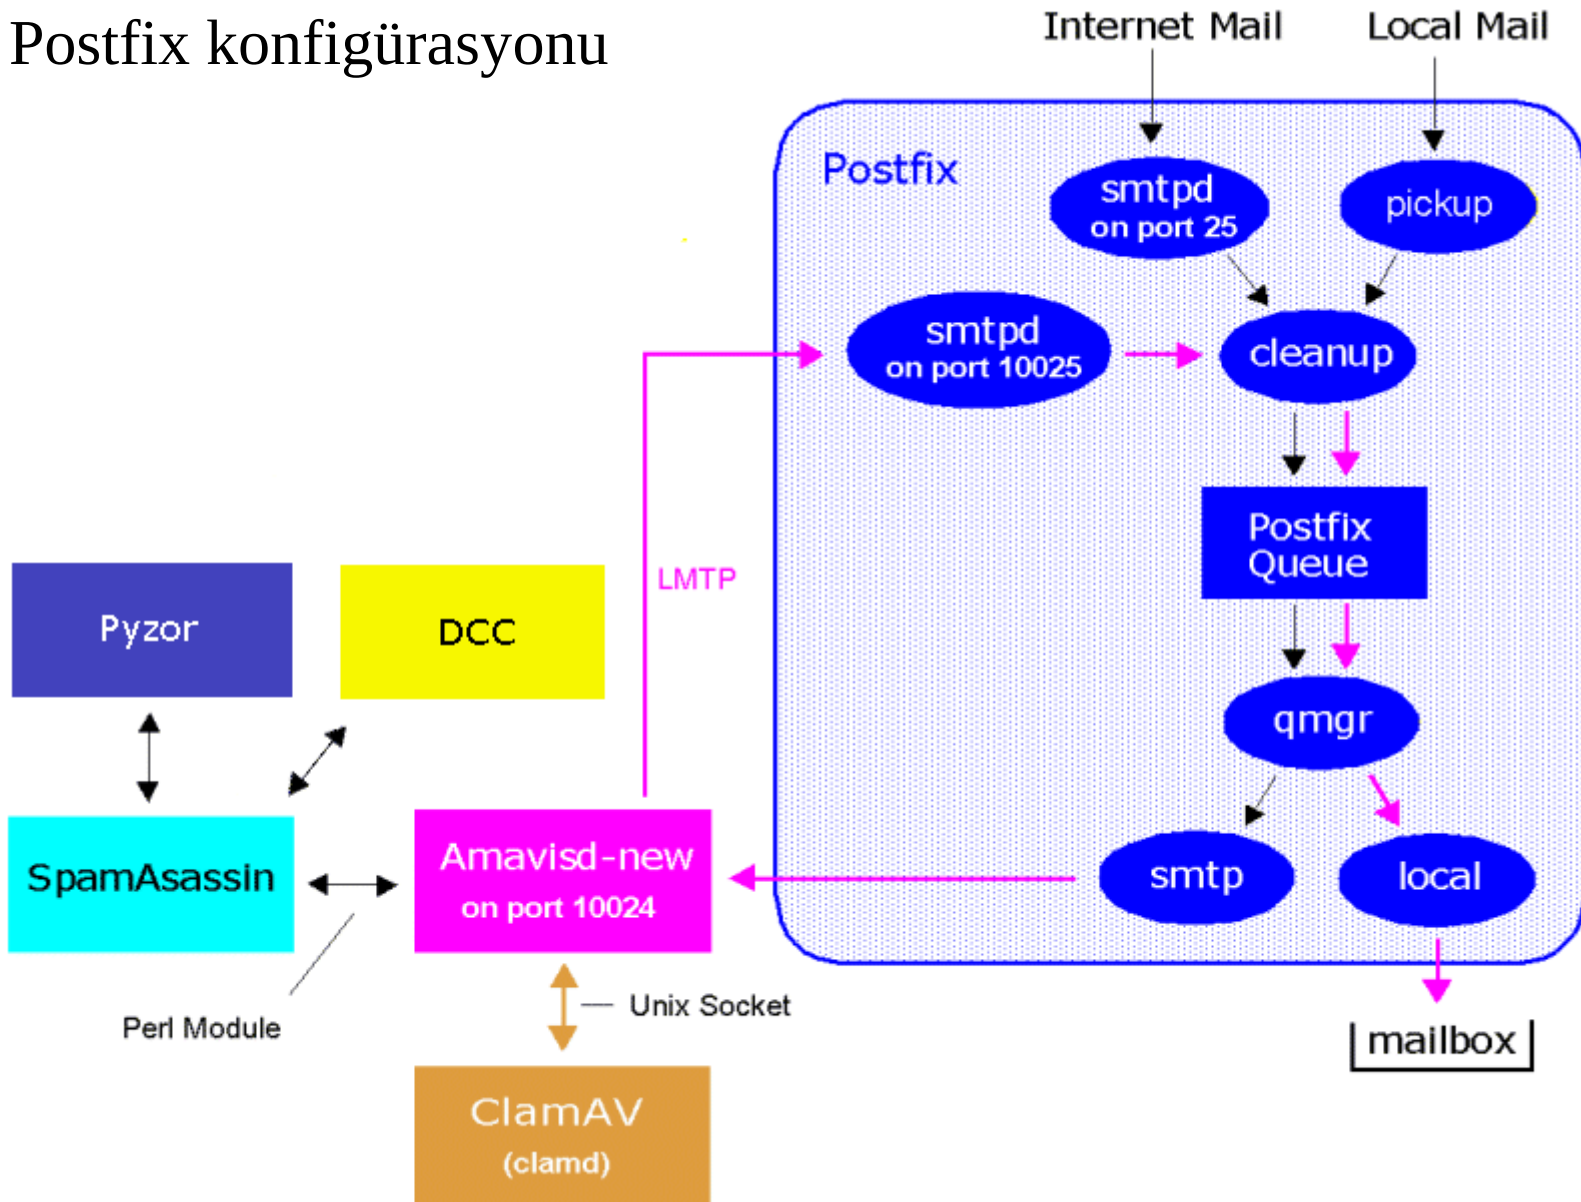 Postfix konfigürasyonu
Internet Mail
Local Mail
Postfix
smtpd
on port 25
pickup
smtpd
on port 10025
cleanup
Postfix
Queue
LMTP
Pyzor
DCC
qmgr
SpamAsassin
Amavisd-new
on port 10024
smtp
local
Perl Module
Unix Socket
mailbox
ClamAV
(clamd)